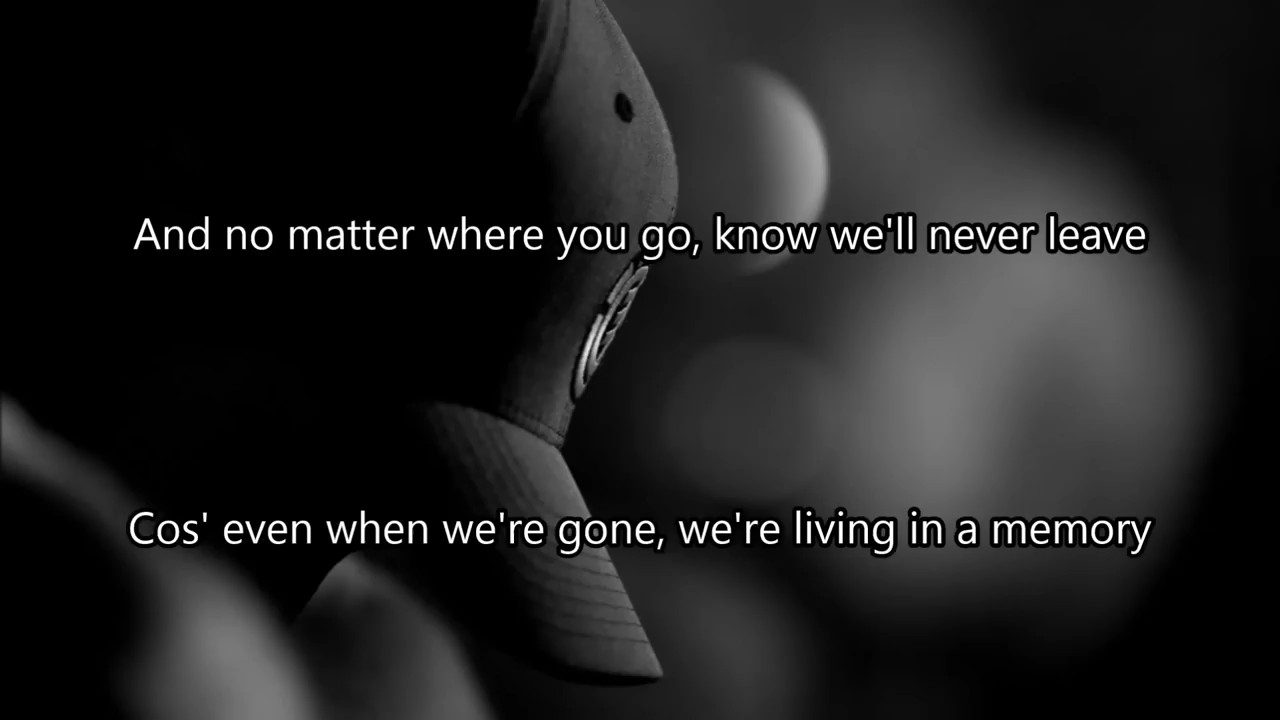 And no matter where you go, know we'll never leave
Cos' even when we're gone, we're living in a memory